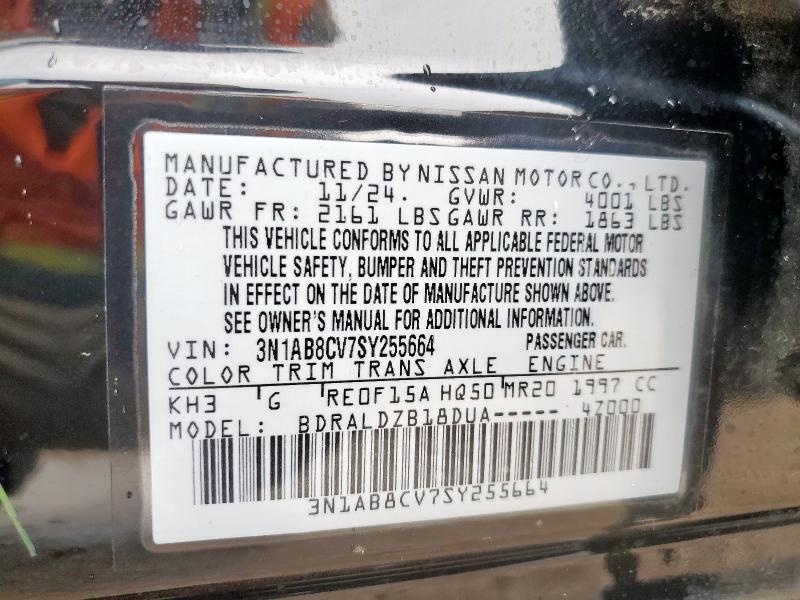 MANUFACTURED BY NISSAN MOTOR CO., LTD.
DATE: 11/24. GVWR: 4001 LBS
GAWR FR: 2161 LBS GAWR RR: 1863 LBS
THIS VEHICLE CONFORMS TO ALL APPLICABLE FEDERAL MOTOR
VEHICLE SAFETY, BUMPER AND THEFT PREVENTION STANDARDS
IN EFFECT ON THE DATE OF MANUFACTURE SHOWN ABOVE.
SEE OWNER'S MANUAL FOR ADDITIONAL INFORMATION.
VIN: 3N1AB8CV7SY255664 PASSENGER CAR.
COLOR TRIM TRANS AXLE ENGINE
KH3 G RE0F15A HQ50 MR20 1997 CC
MODEL: BDRALDZB18DUA----- 47000
3N1AB8CV7SY255664